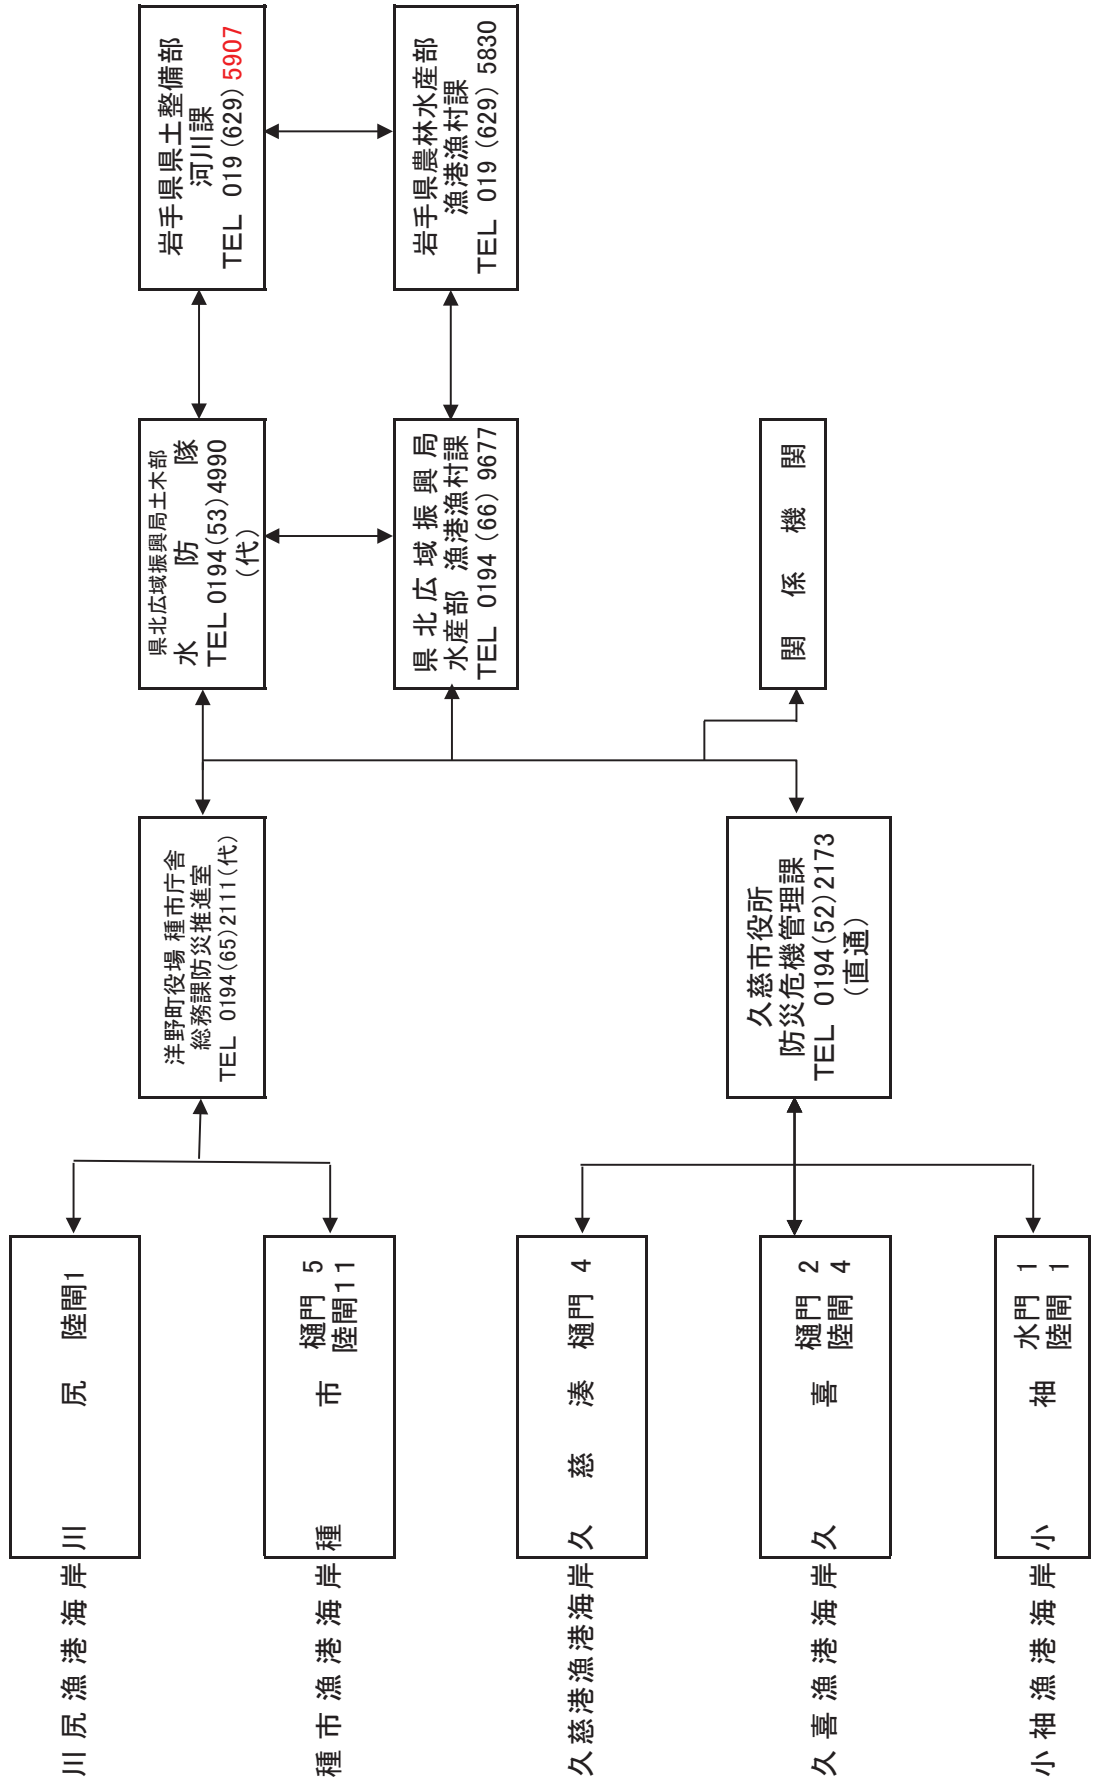 川尻漁港海岸
川尻 陸閘1
種市漁港海岸
種市 樋門 5
陸閘11
久慈港漁港海岸
久慈湊 樋門 4
久喜漁港海岸
久喜 樋門 2
陸閘 4
小袖漁港海岸
小袖 水門 1
陸閘 1
洋野町役場 種市庁舎
総務課防災推進室
TEL 0194(65)2111(代)
久慈市役所
防災危機管理課
TEL 0194(52)2173
(直通)
県北広域振興局土木部
水防隊
TEL 0194(53)4990
(代)
県北広域振興局
水産部 漁港漁村課
TEL 0194(66)9677
関係機関
岩手県県土整備部
河川課
TEL 019(629)5907
岩手県農林水産部
漁港漁村課
TEL 019(629)5830